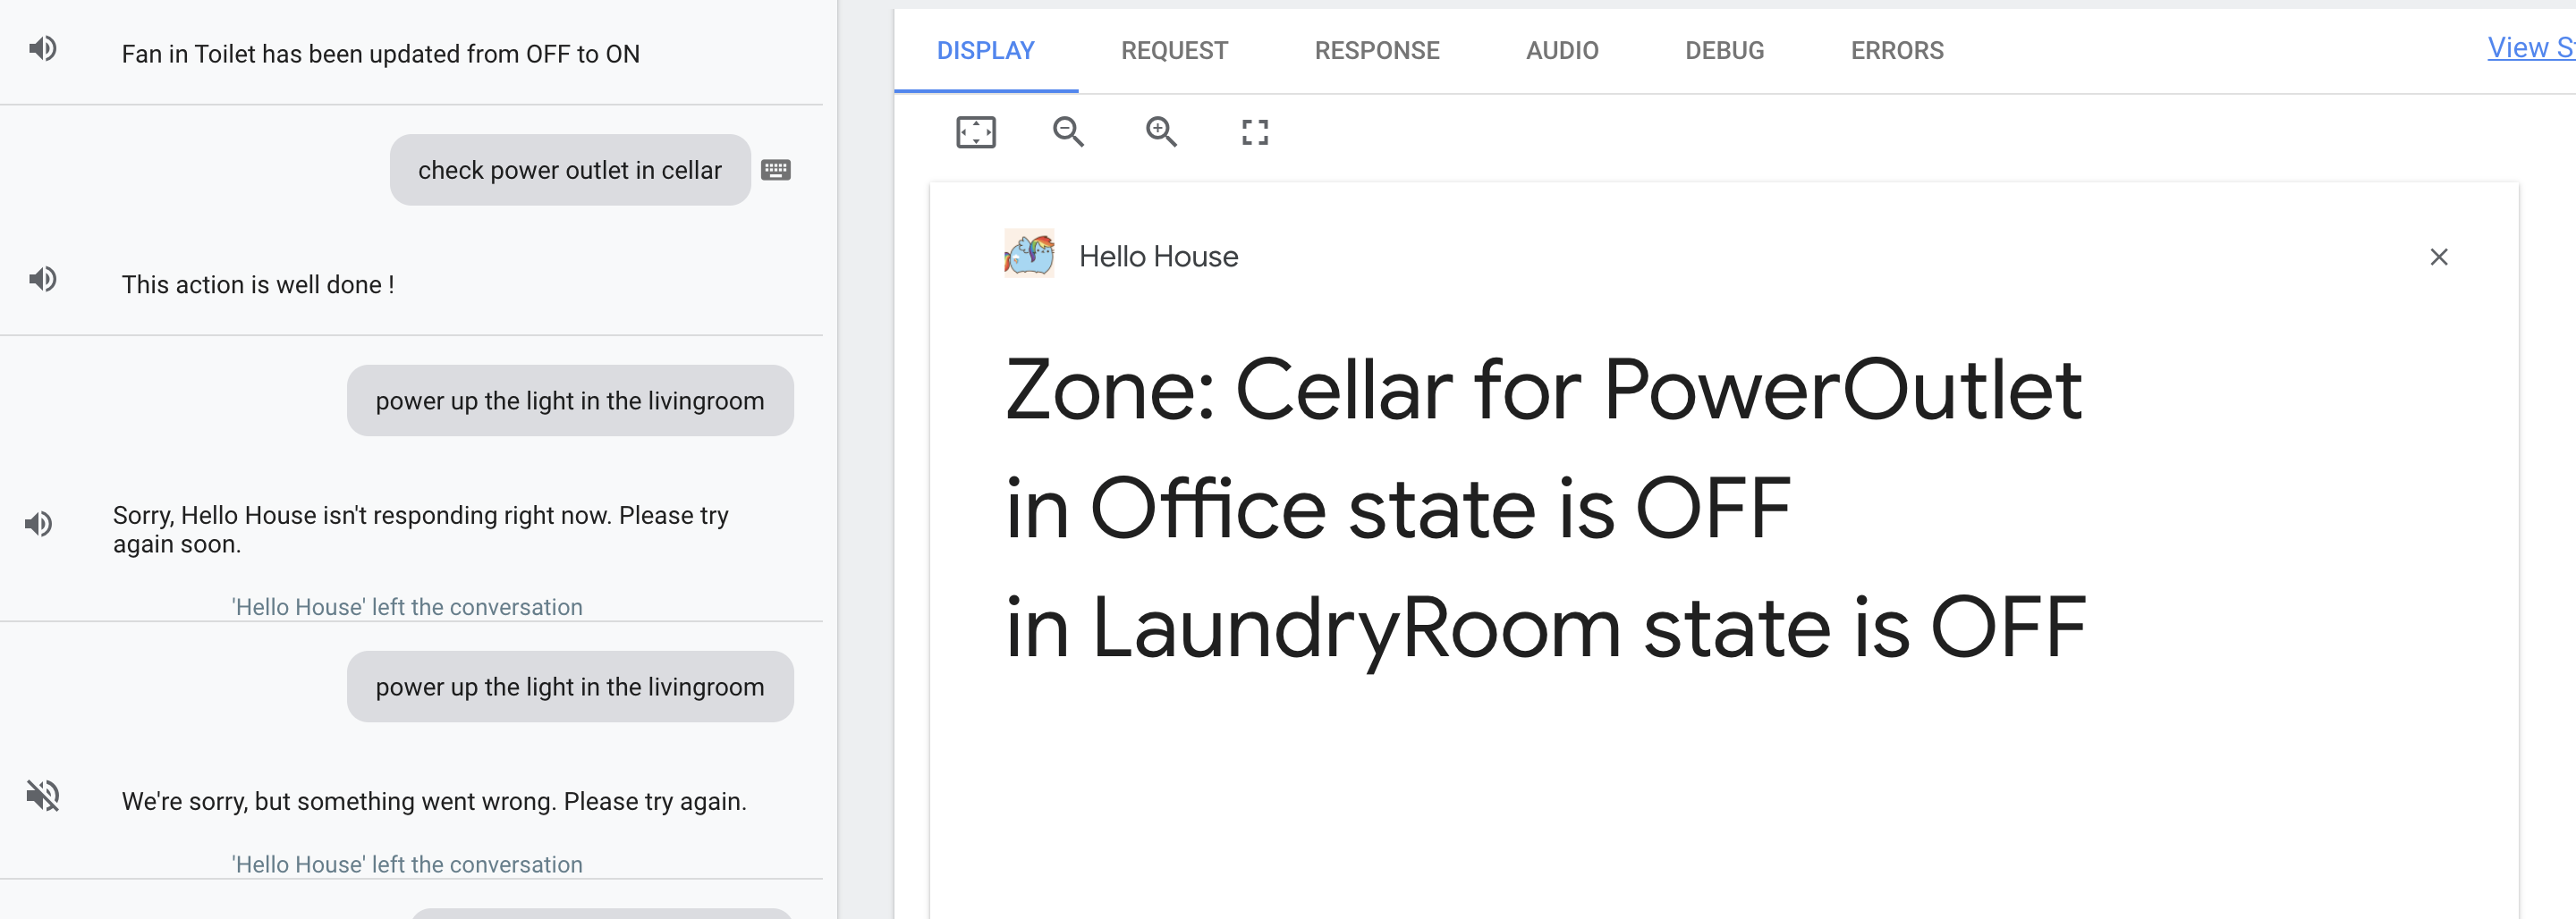 Fan in Toilet has been updated from OFF to ON
check power outlet in cellar
This action is well done !
power up the light in the livingroom
Sorry, Hello House isn't responding right now. Please try
again soon.
'Hello House' left the conversation
power up the light in the livingroom
We're sorry, but something went wrong. Please try again.
'Hello House' left the conversation
DISPLAY REQUEST RESPONSE AUDIO DEBUG ERRORS View
Hello House
Zone: Cellar for PowerOutlet
in Office state is OFF
in LaundryRoom state is OFF